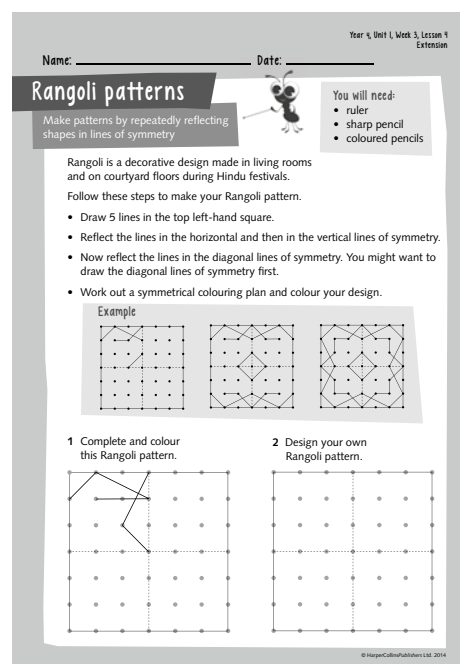 Year 4, Unit 1, Week 3, Lesson 4
Extension
Name: Date:
Rangoli patterns
Make patterns by repeatedly reflecting
shapes in lines of symmetry
You will need:
• ruler
• sharp pencil
• coloured pencils
Rangoli is a decorative design made in living rooms
and on courtyard floors during Hindu festivals.
Follow these steps to make your Rangoli pattern.
• Draw 5 lines in the top left-hand square.
• Reflect the lines in the horizontal and then in the vertical lines of symmetry.
• Now reflect the lines in the diagonal lines of symmetry. You might want to
draw the diagonal lines of symmetry first.
• Work out a symmetrical colouring plan and colour your design.
Example
1 Complete and colour
this Rangoli pattern.
2 Design your own
Rangoli pattern.
© HarperCollinsPublishers Ltd. 2014